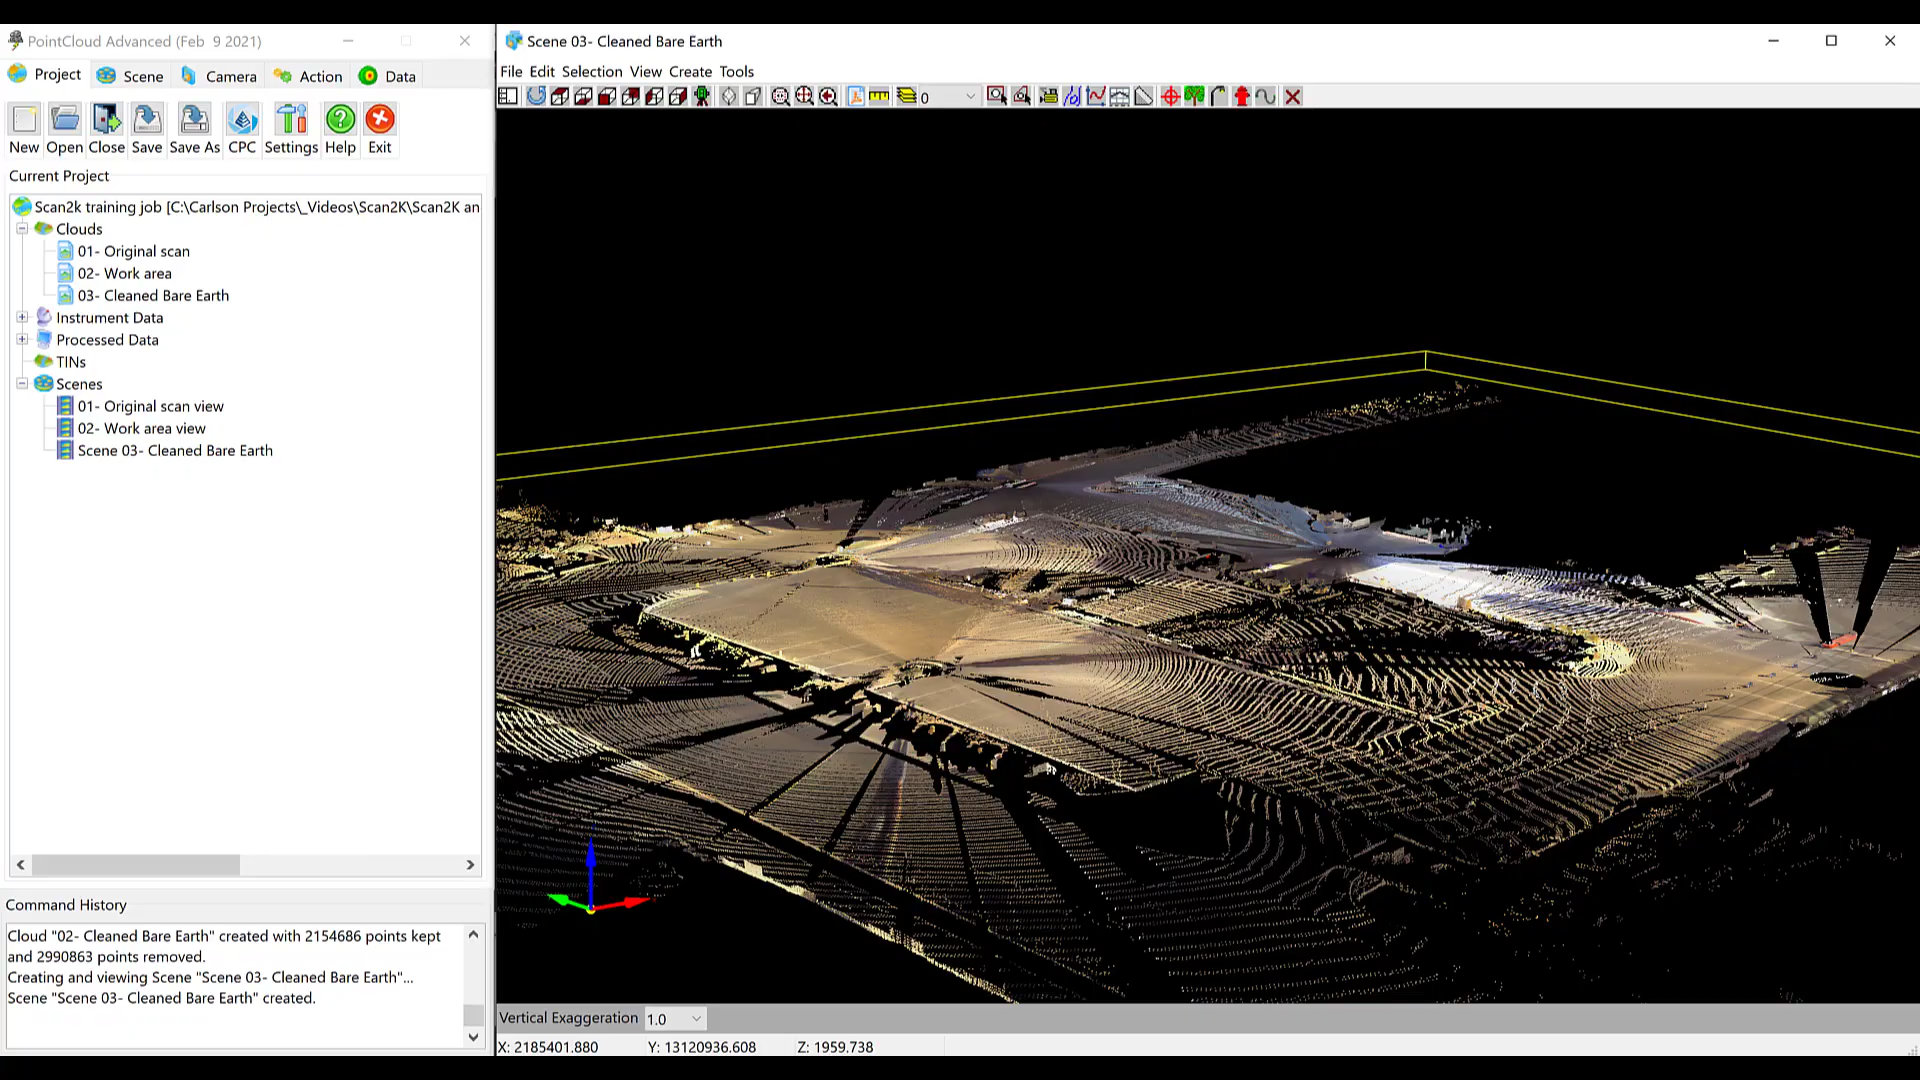 PointCloud Advanced (Feb 9 2021)
Project Scene Camera Action Data
New Open Close Save Save As CPC Settings Help Exit
Current Project
Scan2k training job [C:\Carlson Projects\_Videos\Scan2K\Scan2K an
Clouds
01- Original scan
02- Work area
03- Cleaned Bare Earth
Instrument Data
Processed Data
TINs
Scenes
01- Original scan view
02- Work area view
Scene 03- Cleaned Bare Earth
Command History
Cloud "02- Cleaned Bare Earth" created with 2154686 points kept
and 2990863 points removed.
Creating and viewing Scene "Scene 03- Cleaned Bare Earth"...
Scene "Scene 03- Cleaned Bare Earth" created.
Scene 03- Cleaned Bare Earth
File Edit Selection View Create Tools
0
Vertical Exaggeration 1.0
X: 2185401.880 Y: 13120936.608 Z: 1959.738